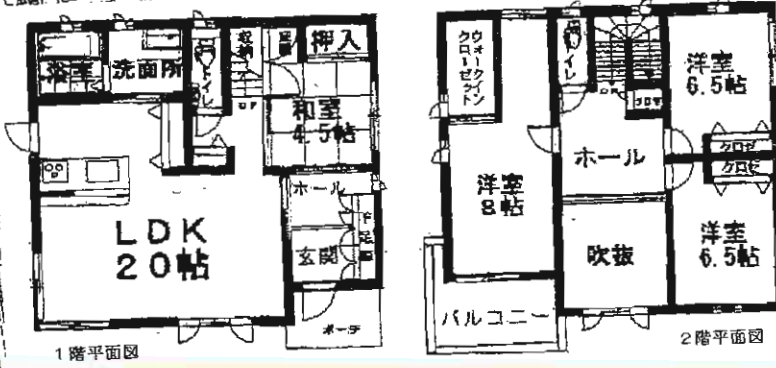 浴室
洗面所
トイレ
収納
押入
和室
4.5帖
UP
ホール
LDK
20帖
玄関
下足入
ポーチ
1階平面図
ウォークイン
クローゼット
トイレ
洋室
6.5帖
クロゼ
ホール
クロゼ
クロゼ
洋室
8帖
吹抜
洋室
6.5帖
バルコニー
2階平面図